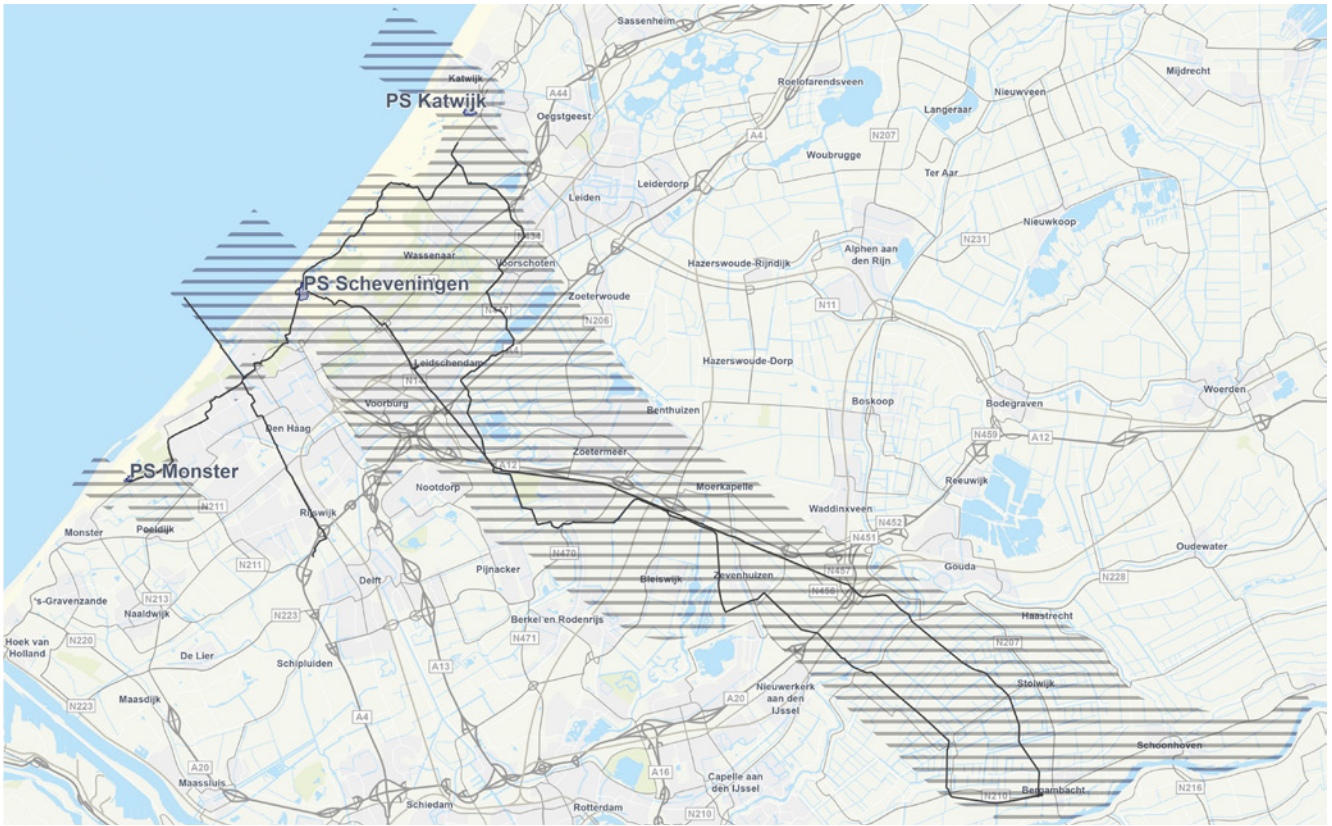 Sassenheim
Katwijk
Mijdrecht
Roelofarendsveen
Nieuwveen
A44
PS Katwijk
Langeraar
Oegstgeest
A4
N207
Woubrugge
Ter Aar
Leiderdorp
Leiden
Nieuwkoop
Wassenaar
Voorschoten
Alphen aan
den Rijn
N231
Hazerswoude-Rijndijk
PS Scheveningen
Zoeterwoude
N11
N206
Leidschendam
Hazerswoude-Dorp
Woerden
Voorburg
Boskoop
Bodegraven
Benthuizen
Den Haag
N459
A12
Zoetermeer
A12
PS Monster
Nootdorp
Moerkapelle
Reeuwijk
N211
Rijswijk
Waddinxveen
N452
Monster
Poeldijk
N451
Oudewater
N470
N211
Pijnacker
Delft
Bleiswijk
Zevenhuizen
N457
Gouda
N228
N456
's-Gravenzande
N213
Naaldwijk
N223
Berkel en Rodenrijs
Haastrecht
N220
Hoek van
Holland
N471
N207
De Lier
Schipluiden
A13
Stolwijk
Maasdijk
N223
Nieuwerkerk
aan den
IJssel
A20
A4
Schoonhoven
A20
A16
Maassluis
Capelle aan
den IJssel
Bergambacht
N210
N216
Schiedam
Rotterdam
N210